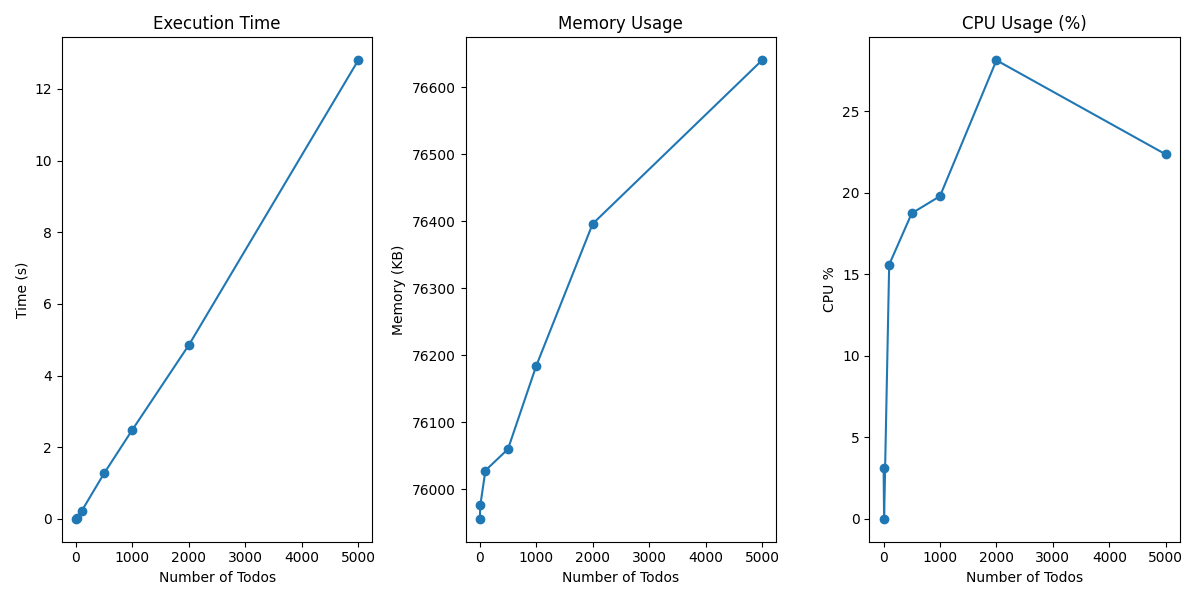 Execution Time
Time (s)
12
10
8
6
4
2
0
0 1000 2000 3000 4000 5000
Number of Todos
Memory Usage
Memory (KB)
76600
76500
76400
76300
76200
76100
76000
0 1000 2000 3000 4000 5000
Number of Todos
CPU Usage (%)
CPU %
25
20
15
10
5
0
0 1000 2000 3000 4000 5000
Number of Todos